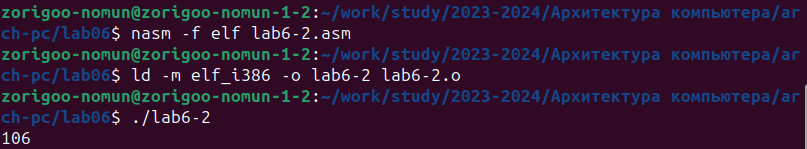 zorigoo-nomun@zorigoo-nomun-1-2:~/work/study/2023-2024/Архитектура компьютера/ar
ch-pc/lab06$ nasm -f elf lab6-2.asm
zorigoo-nomun@zorigoo-nomun-1-2:~/work/study/2023-2024/Архитектура компьютера/ar
ch-pc/lab06$ ld -m elf_i386 -o lab6-2 lab6-2.o
zorigoo-nomun@zorigoo-nomun-1-2:~/work/study/2023-2024/Архитектура компьютера/ar
ch-pc/lab06$ ./lab6-2
106